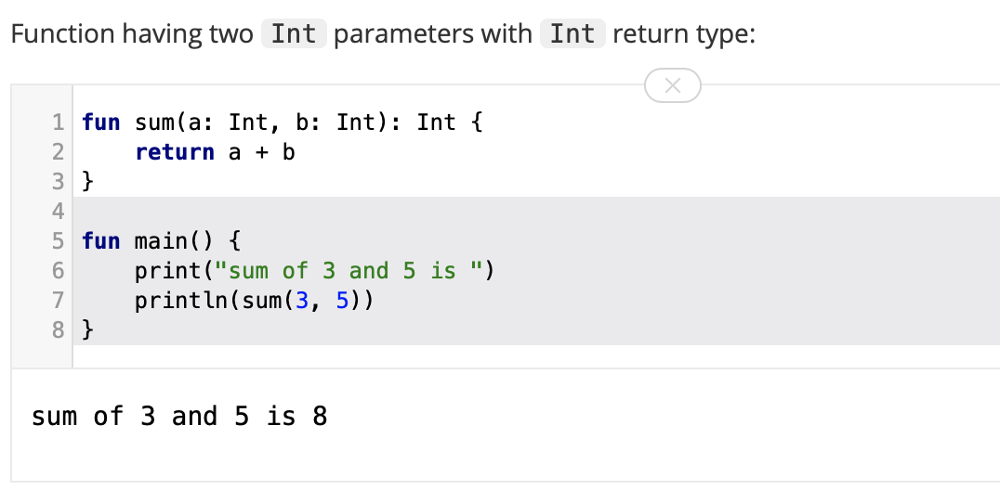 Function having two Int parameters with Int return type:
1 fun sum(a: Int, b: Int): Int {
2     return a + b
3 }
4
5 fun main() {
6     print("sum of 3 and 5 is ")
7     println(sum(3, 5))
8 }
sum of 3 and 5 is 8